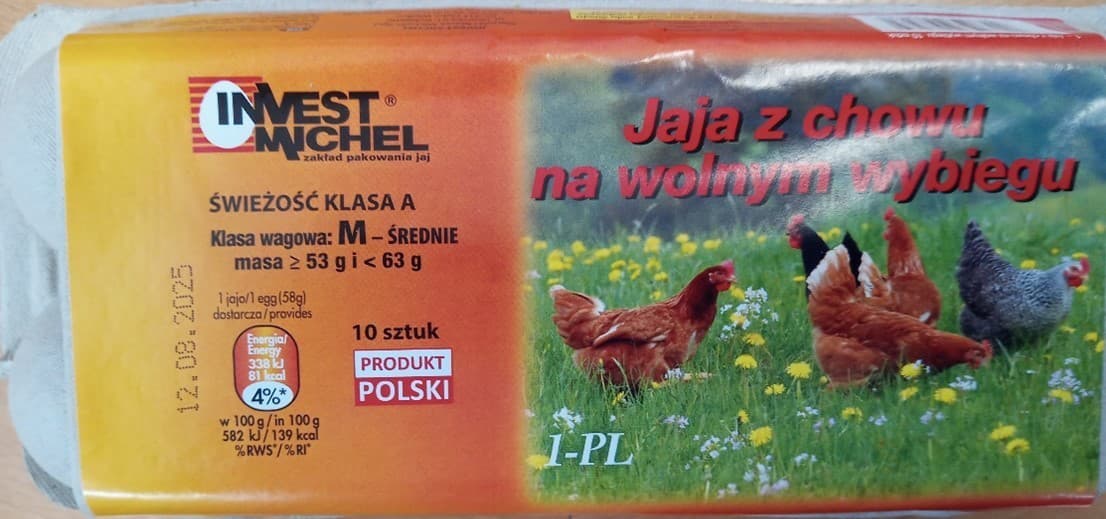 INVEST ®
MICHEL
zakład pakowania jaj
ŚWIEŻOŚĆ KLASA A
Klasa wagowa: M – ŚREDNIE
masa ≥ 53 g i < 63 g
12.08.2025
1 jajo/1 egg (58g)
dostarcza/provides
Energia/
Energy
338 kJ
81 kcal
4%*
w 100 g / in 100 g
582 kJ / 139 kcal
%RWS*/%RI*
10 sztuk
PRODUKT
POLSKI
Jaja z chowu
na wolnym wybiegu
1-PL